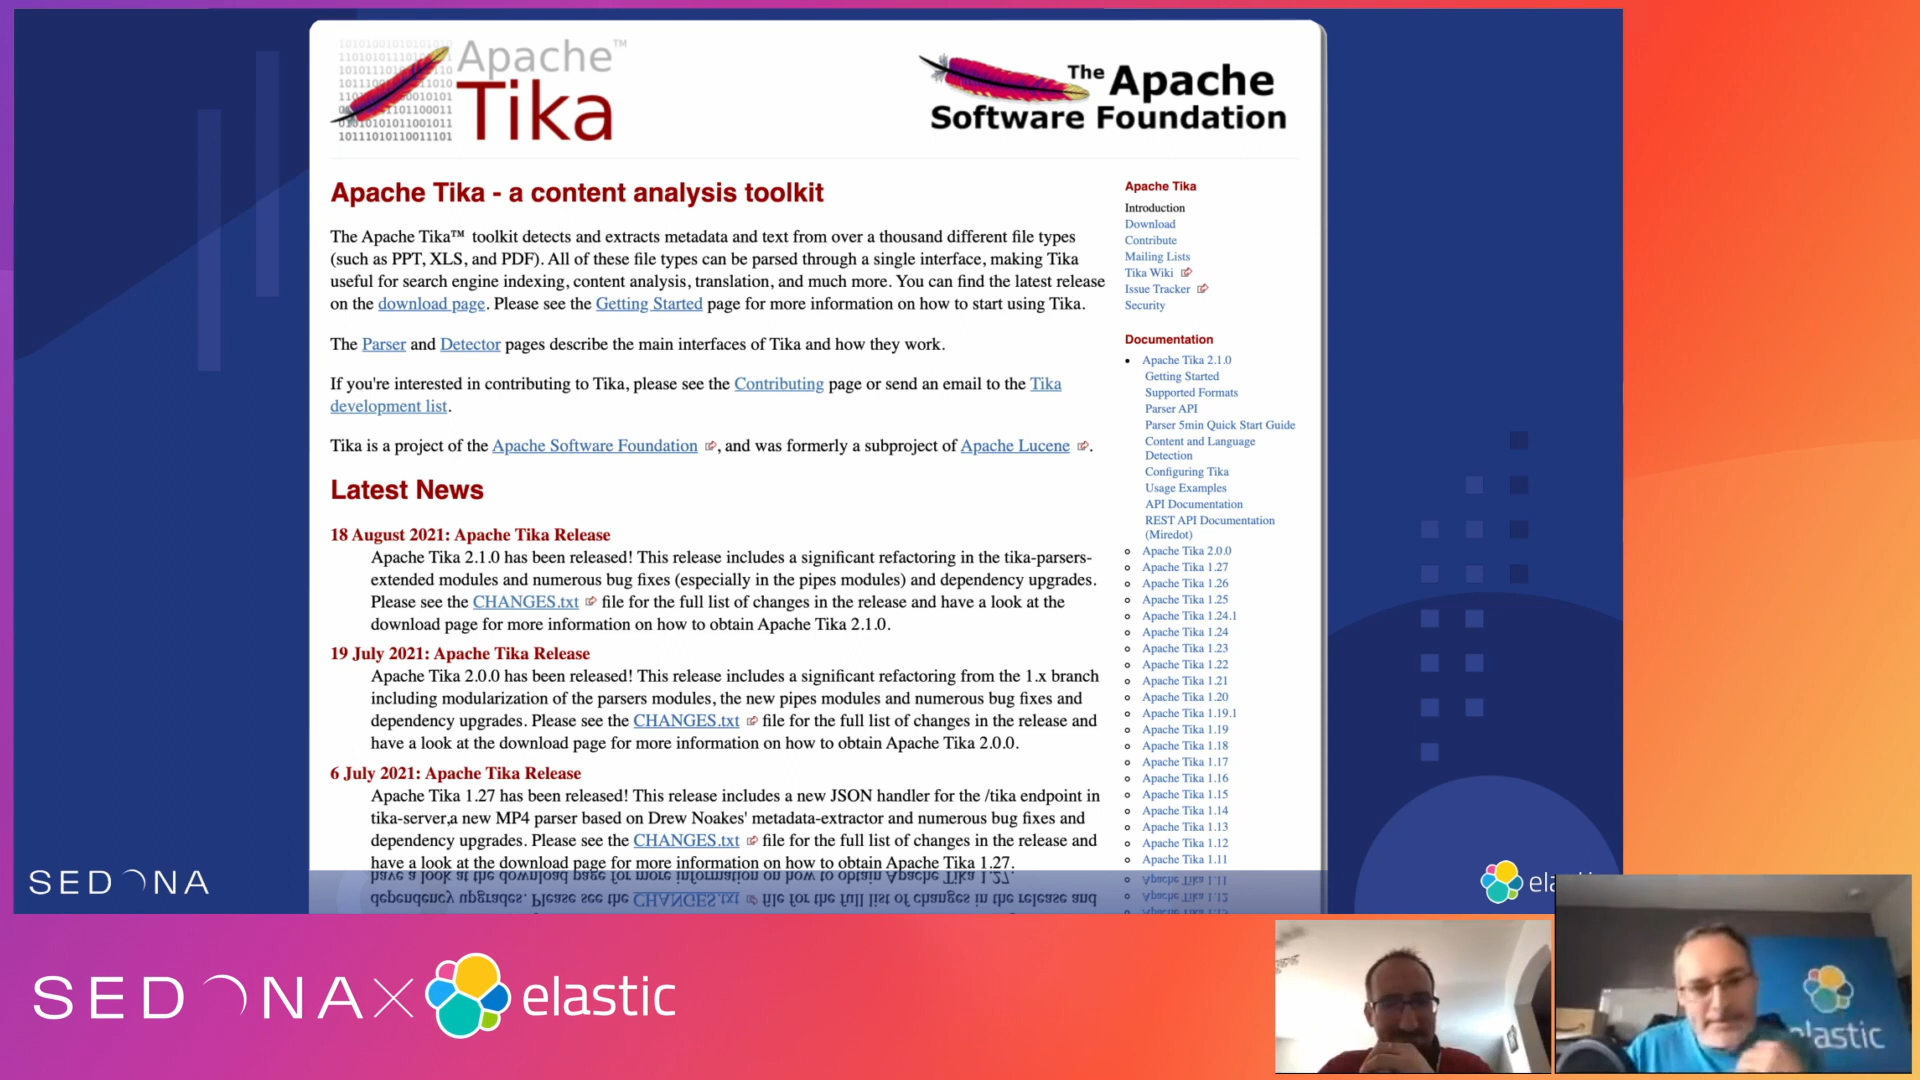 Apache™
Tika
The Apache
Software Foundation
Apache Tika - a content analysis toolkit
The Apache Tika™ toolkit detects and extracts metadata and text from over a thousand different file types
(such as PPT, XLS, and PDF). All of these file types can be parsed through a single interface, making Tika
useful for search engine indexing, content analysis, translation, and much more. You can find the latest release
on the download page. Please see the Getting Started page for more information on how to start using Tika.
The Parser and Detector pages describe the main interfaces of Tika and how they work.
If you're interested in contributing to Tika, please see the Contributing page or send an email to the Tika
development list.
Tika is a project of the Apache Software Foundation, and was formerly a subproject of Apache Lucene.
Latest News
18 August 2021: Apache Tika Release
Apache Tika 2.1.0 has been released! This release includes a significant refactoring in the tika-parsers-
extended modules and numerous bug fixes (especially in the pipes modules) and dependency upgrades.
Please see the CHANGES.txt file for the full list of changes in the release and have a look at the
download page for more information on how to obtain Apache Tika 2.1.0.
19 July 2021: Apache Tika Release
Apache Tika 2.0.0 has been released! This release includes a significant refactoring from the 1.x branch
including modularization of the parsers modules, the new pipes modules and numerous bug fixes and
dependency upgrades. Please see the CHANGES.txt file for the full list of changes in the release and
have a look at the download page for more information on how to obtain Apache Tika 2.0.0.
6 July 2021: Apache Tika Release
Apache Tika 1.27 has been released! This release includes a new JSON handler for the /tika endpoint in
tika-server,a new MP4 parser based on Drew Noakes' metadata-extractor and numerous bug fixes and
dependency upgrades. Please see the CHANGES.txt file for the full list of changes in the release and
have a look at the download page for more information on how to obtain Apache Tika 1.27.
Apache Tika
Introduction
Download
Contribute
Mailing Lists
Tika Wiki
Issue Tracker
Security
Documentation
Apache Tika 2.1.0
Getting Started
Supported Formats
Parser API
Parser 5min Quick Start Guide
Content and Language
Detection
Configuring Tika
Usage Examples
API Documentation
REST API Documentation
(Miredot)
Apache Tika 2.0.0
Apache Tika 1.27
Apache Tika 1.26
Apache Tika 1.25
Apache Tika 1.24.1
Apache Tika 1.24
Apache Tika 1.23
Apache Tika 1.22
Apache Tika 1.21
Apache Tika 1.20
Apache Tika 1.19.1
Apache Tika 1.19
Apache Tika 1.18
Apache Tika 1.17
Apache Tika 1.16
Apache Tika 1.15
Apache Tika 1.14
Apache Tika 1.13
Apache Tika 1.12
Apache Tika 1.11
SEDONA
elastic
SEDONA X elastic
elastic